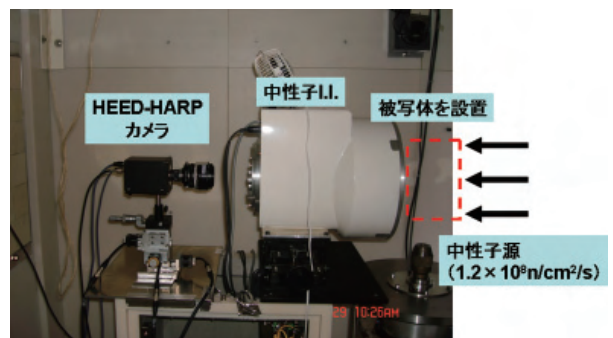 HEED-HARP
カメラ
中性子I.I.
被写体を設置
中性子源
(1.2×10⁸n/cm²/s)
29 10:26AM